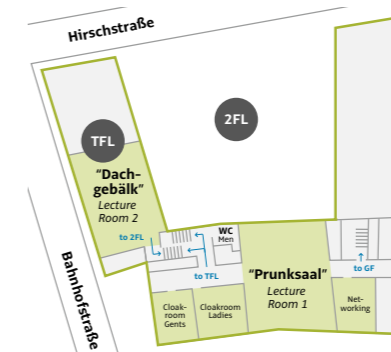 Hirschstraße
TFL
2FL
"Dach-
gebälk"
Lecture
Room 2
WC
Men
to 2FL
to TFL
"Prunksaal"
Lecture
Room 1
to GF
Cloak-
room
Gents
Cloakroom
Ladies
Net-
working
Bahnhofstraße